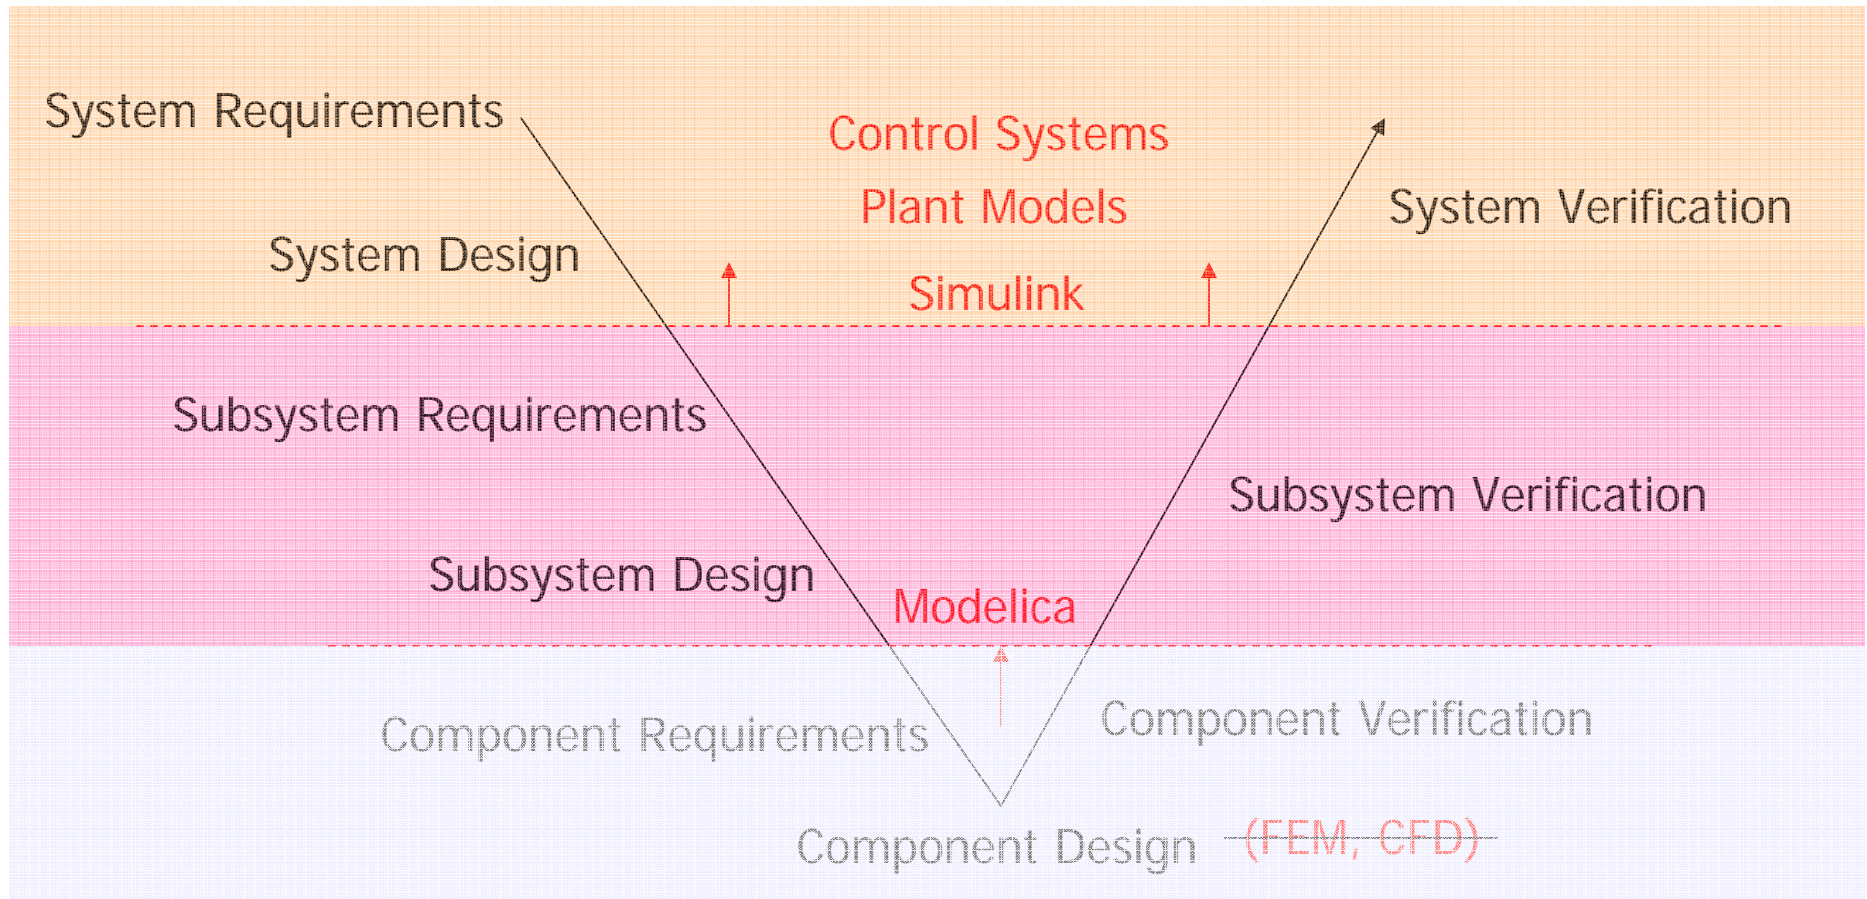 System Requirements
Control Systems
Plant Models
System Verification
System Design
Simulink
Subsystem Requirements
Subsystem Verification
Subsystem Design
Modelica
Component Requirements
Component Verification
Component Design
(FEM, CFD)